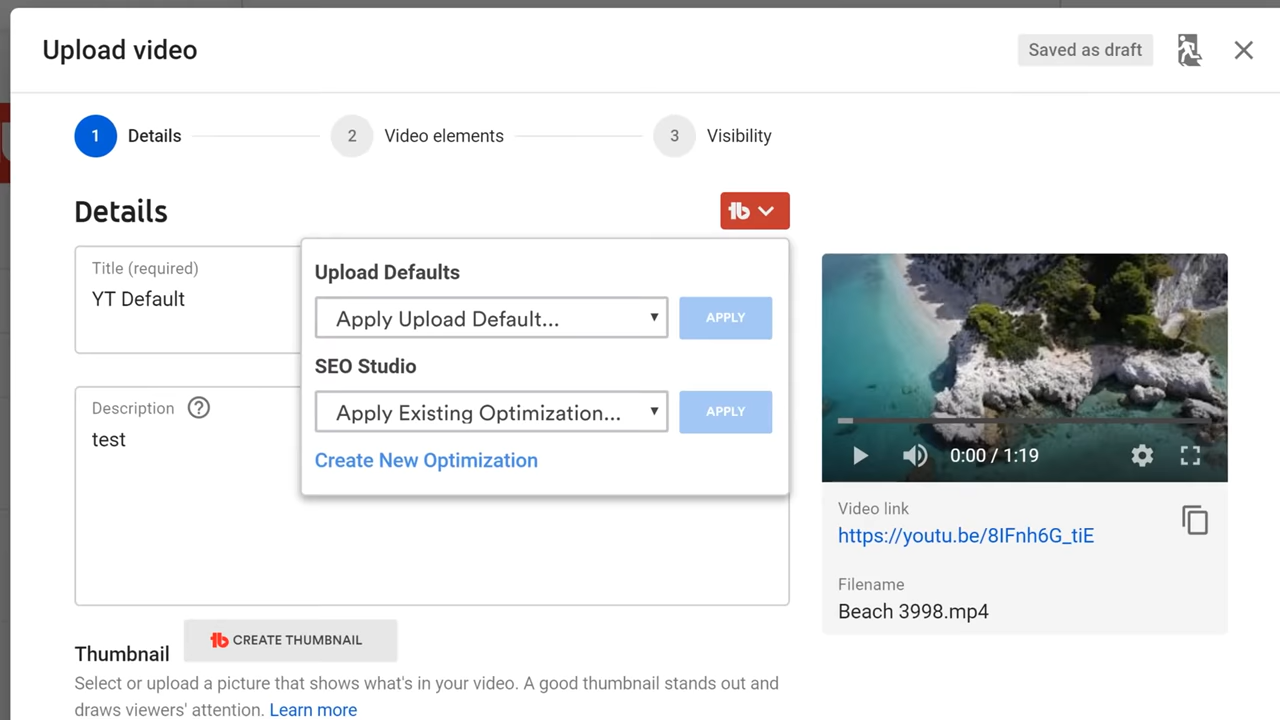 Upload video
Saved as draft
1 Details
2 Video elements
3 Visibility
Details
tb
Title (required)
YT Default
Upload Defaults
Apply Upload Default...
APPLY
SEO Studio
Apply Existing Optimization...
APPLY
Create New Optimization
Description ?
test
0:00 / 1:19
Video link
https://youtu.be/8IFnh6G_tiE
Filename
Beach 3998.mp4
Thumbnail
tb CREATE THUMBNAIL
Select or upload a picture that shows what's in your video. A good thumbnail stands out and
draws viewers' attention. Learn more